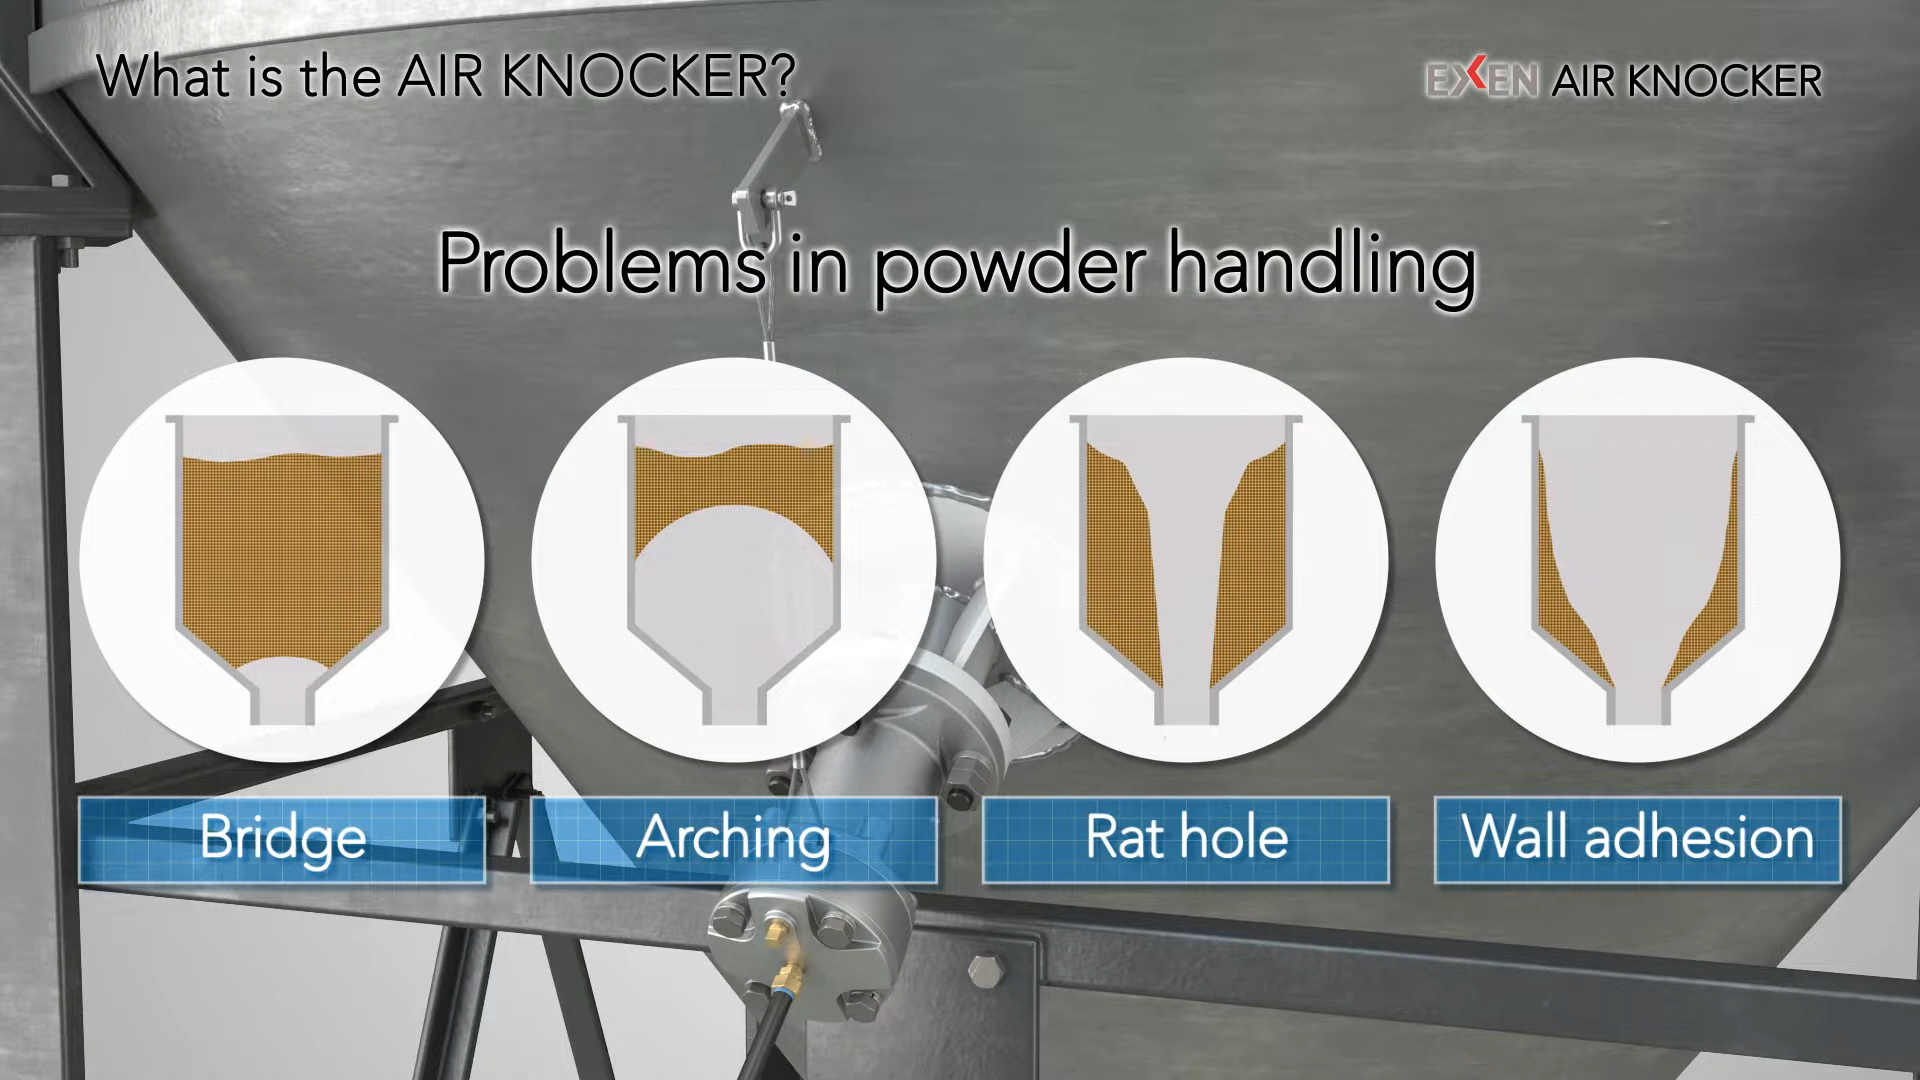 What is the AIR KNOCKER?
EXEN AIR KNOCKER
Problems in powder handling
Bridge
Arching
Rat hole
Wall adhesion